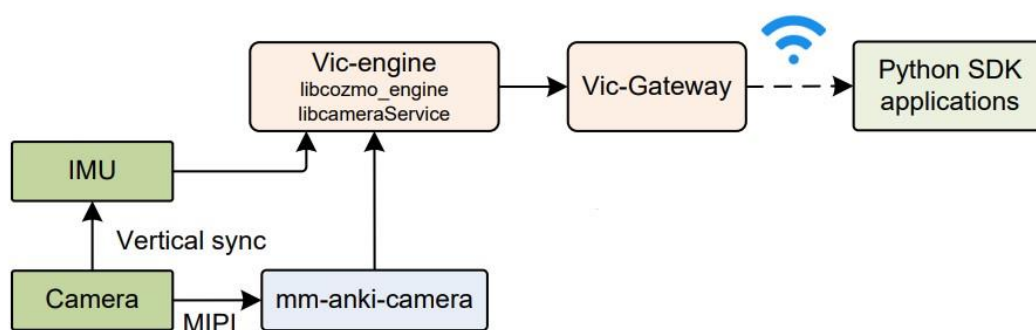 Vic-engine
libcozmo_engine
libcameraService
Vic-Gateway
Python SDK
applications
IMU
Vertical sync
Camera
MIPI
mm-anki-camera